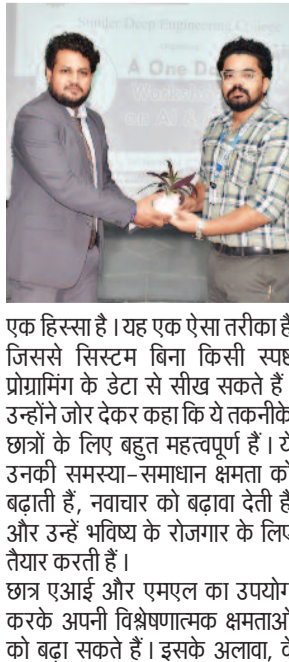 Sunder Deep Engineering College
A One Da
Workshop
on AI &
एक हिस्सा है । यह एक ऐसा तरीका है
जिससे सिस्टम बिना किसी स्पष्ट
प्रोग्रामिंग के डेटा से सीख सकते हैं
उन्होंने जोर देकर कहा कि ये तकनीकें
छात्रों के लिए बहुत महत्वपूर्ण हैं । ये
उनकी समस्या-समाधान क्षमता को
बढ़ाती हैं, नवाचार को बढ़ावा देती हैं
और उन्हें भविष्य के रोजगार के लिए
तैयार करती हैं ।
छात्र एआई और एमएल का उपयोग
करके अपनी विश्लेषणात्मक क्षमताओं
को बढ़ा सकते हैं । इसके अलावा, वे